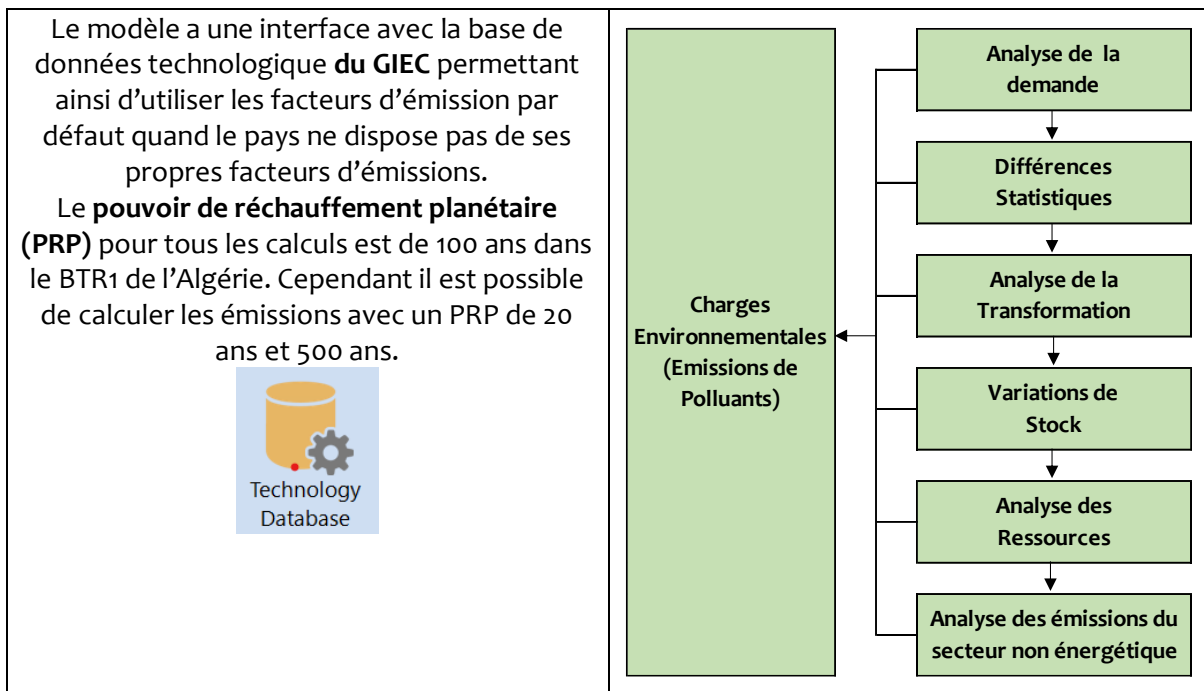 Le modèle a une interface avec la base de
données technologique du GIEC permettant
ainsi d’utiliser les facteurs d’émission par
défaut quand le pays ne dispose pas de ses
propres facteurs d’émissions.
Le pouvoir de réchauffement planétaire
(PRP) pour tous les calculs est de 100 ans dans
le BTR1 de l’Algérie. Cependant il est possible
de calculer les émissions avec un PRP de 20
ans et 500 ans.
Technology
Database
Charges
Environnementales
(Emissions de
Polluants)
Analyse de la
demande
Différences
Statistiques
Analyse de la
Transformation
Variations de
Stock
Analyse des
Ressources
Analyse des émissions du
secteur non énergétique